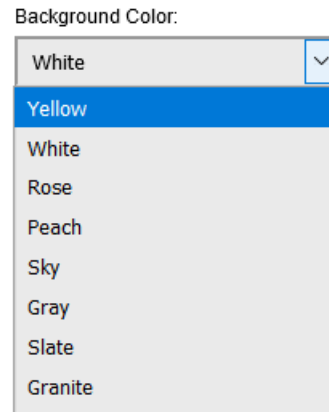 Background Color:
White
Yellow
White
Rose
Peach
Sky
Gray
Slate
Granite